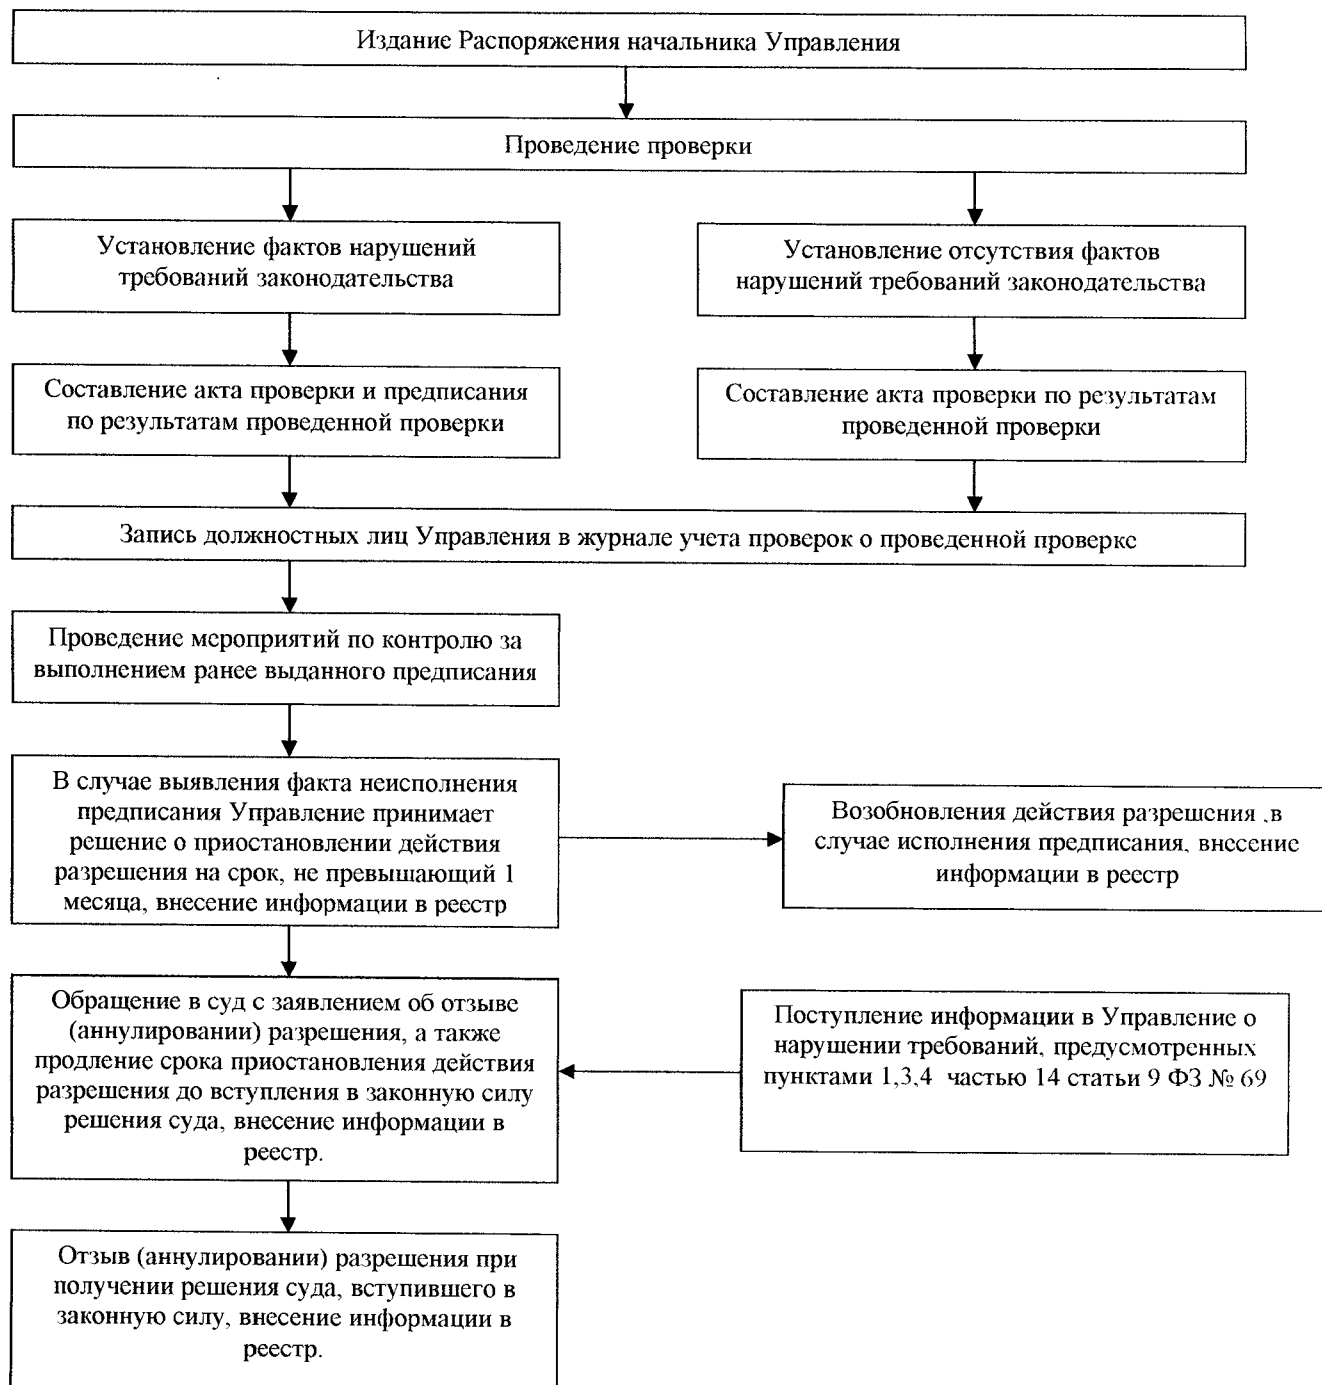 Издание Распоряжения начальника Управления
Проведение проверки
Установление фактов нарушений
требований законодательства
Установление отсутствия фактов
нарушений требований законодательства
Составление акта проверки и предписания
по результатам проведенной проверки
Составление акта проверки по результатам
проведенной проверки
Запись должностных лиц Управления в журнале учета проверок о проведенной проверке
Проведение мероприятий по контролю за
выполнением ранее выданного предписания
В случае выявления факта неисполнения
предписания Управление принимает
решение о приостановлении действия
разрешения на срок, не превышающий 1
месяца, внесение информации в реестр
Возобновления действия разрешения ,в
случае исполнения предписания, внесение
информации в реестр
Обращение в суд с заявлением об отзыве
(аннулировании) разрешения, а также
продление срока приостановления действия
разрешения до вступления в законную силу
решения суда, внесение информации в
реестр.
Поступление информации в Управление о
нарушении требований, предусмотренных
пунктами 1,3,4 частью 14 статьи 9 ФЗ № 69
Отзыв (аннулировании) разрешения при
получении решения суда, вступившего в
законную силу, внесение информации в
реестр.